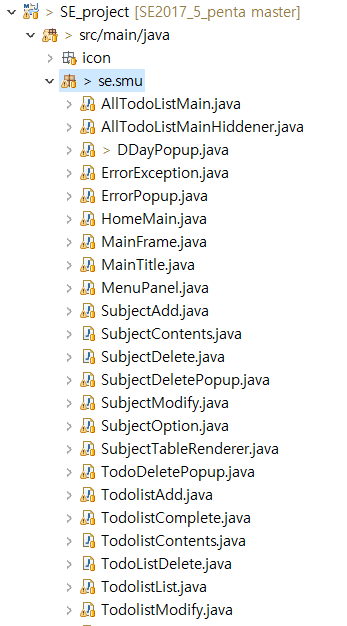 SE_project [SE2017_5_penta master]
src/main/java
icon
> se.smu
AllTodoListMain.java
AllTodoListMainHiddener.java
> DDayPopup.java
ErrorException.java
ErrorPopup.java
HomeMain.java
MainFrame.java
MainTitle.java
MenuPanel.java
SubjectAdd.java
SubjectContents.java
SubjectDelete.java
SubjectDeletePopup.java
SubjectModify.java
SubjectOption.java
SubjectTableRenderer.java
TodoDeletePopup.java
TodolistAdd.java
TodolistComplete.java
TodolistContents.java
TodoListDelete.java
TodolistList.java
TodolistModify.java